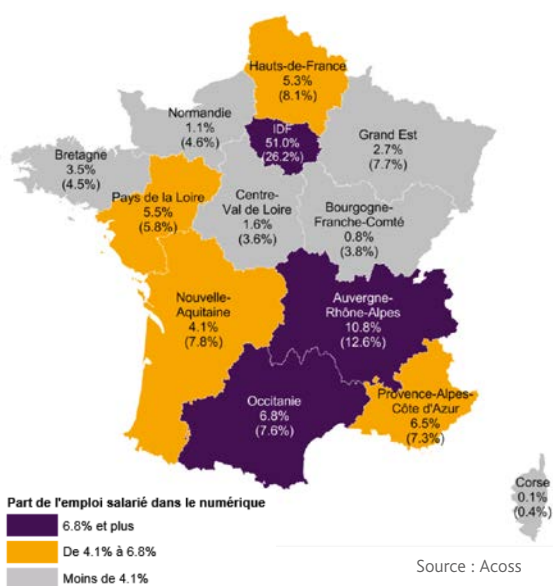 Hauts-de-France
5.3%
(8.1%)
Normandie
1.1%
(4.6%)
IDF
51.0%
(26.2%)
Grand Est
2.7%
(7.7%)
Bretagne
3.5%
(4.5%)
Pays de la Loire
5.5%
(5.8%)
Centre-
Val de Loire
1.6%
(3.6%)
Bourgogne-
Franche-Comté
0.8%
(3.8%)
Nouvelle-
Aquitaine
4.1%
(7.8%)
Auvergne-
Rhône-Alpes
10.8%
(12.6%)
Occitanie
6.8%
(7.6%)
Provence-Alpes-
Côte d'Azur
6.5%
(7.3%)
Corse
0.1%
(0.4%)
Part de l'emploi salarié dans le numérique
6.8% et plus
De 4.1% à 6.8%
Moins de 4.1%
Source : Acoss